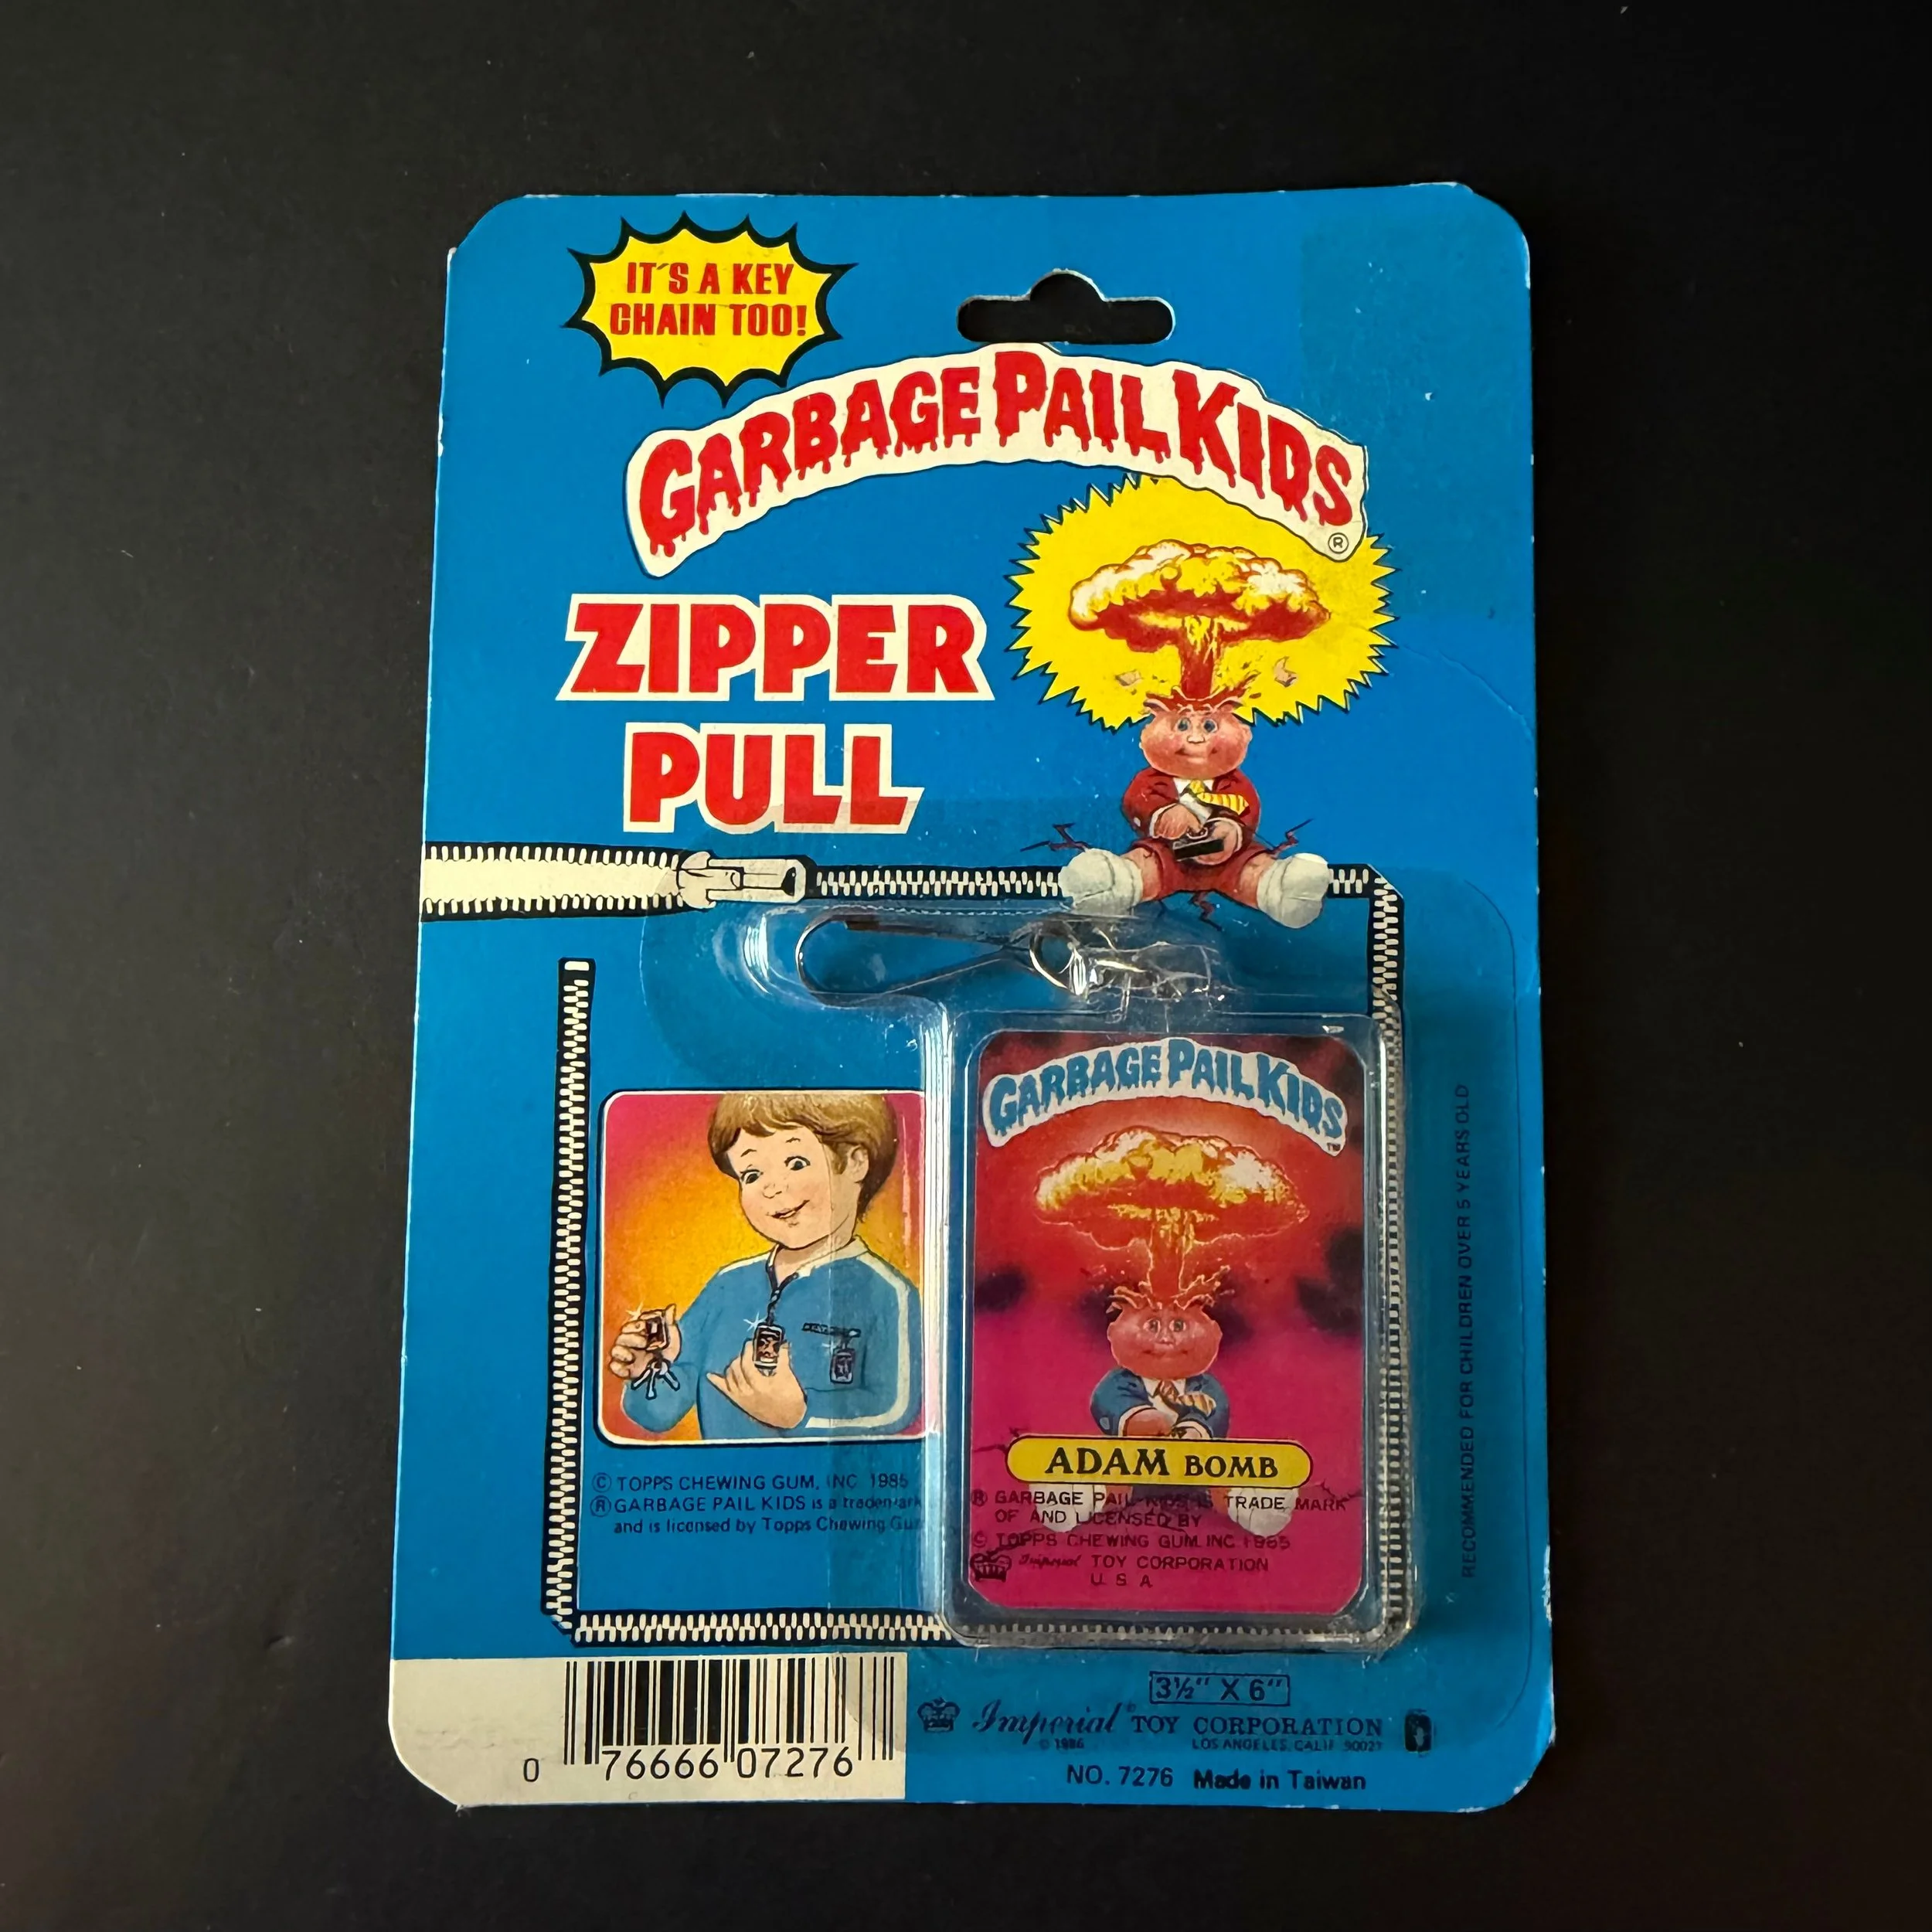 IT'S A KEY
CHAIN TOO!
GARBAGE PAIL KIDS
®
ZIPPER
PULL
GARBAGE PAIL KIDS
TM
ADAM BOMB
® GARBAGE PAIL KIDS IS TRADE MARK
OF AND LICENSED BY
© TOPPS CHEWING GUM. INC 1985
Imperial TOY CORPORATION
U. S. A
© TOPPS CHEWING GUM, INC 1985
® GARBAGE PAIL KIDS is a trademark
and is licensed by Topps Chewing
RECOMMENDED FOR CHILDREN OVER 5 YEARS OLD
3½" X 6"
Imperial TOY CORPORATION
© 1986 LOS ANGELES, CALIF.
NO. 7276 Made in Taiwan
0 76666 07276